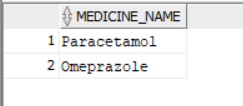 MEDICINE_NAME
1 Paracetamol
2 Omeprazole